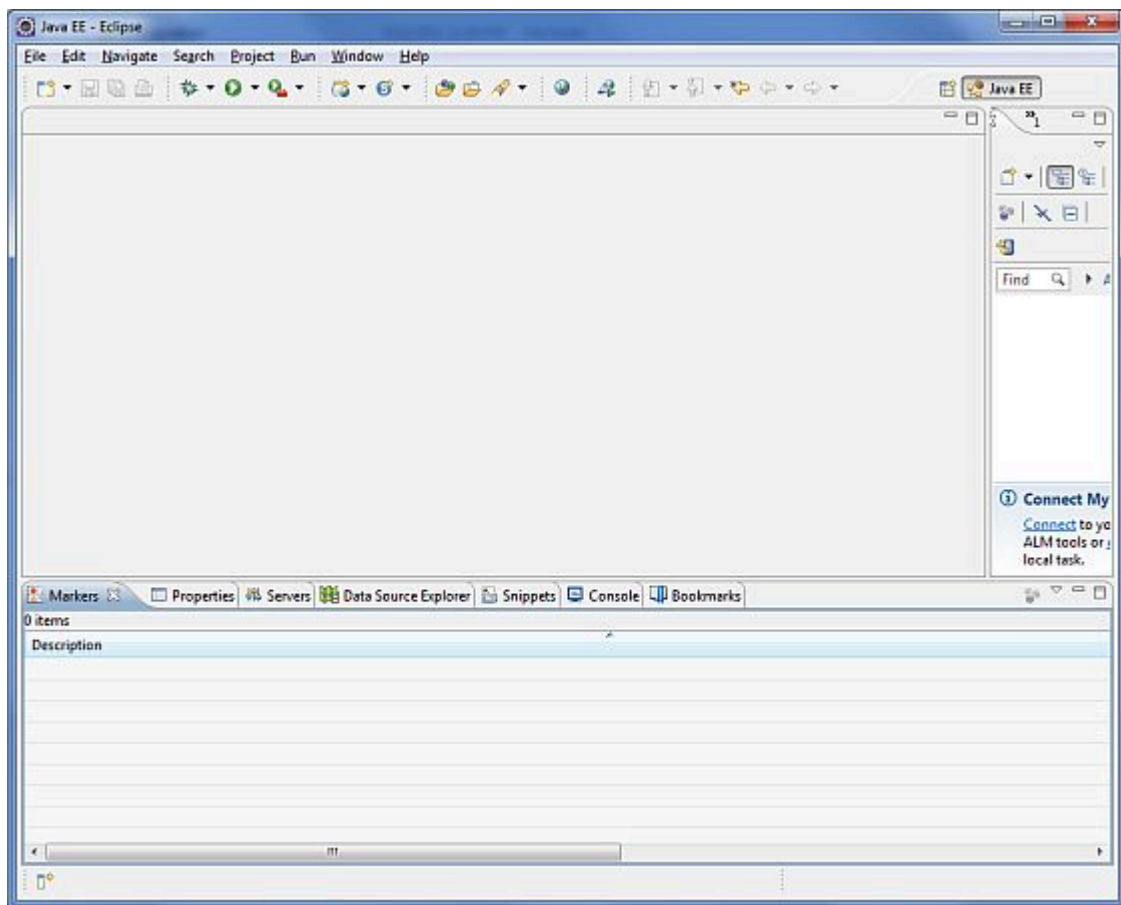 Java EE - Eclipse
File Edit Navigate Search Project Run Window Help
Java EE
»1
Find
Connect My
Connect to yo
ALM tools or
local task.
Markers Properties Servers Data Source Explorer Snippets Console Bookmarks
0 items
Description